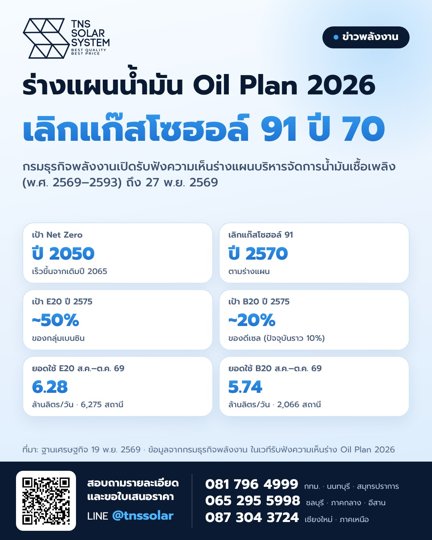 TNS
SOLAR
SYSTEM
BEST QUALITY
BEST PRICE
ข่าวพลังงาน
ร่างแผนน้ำมัน Oil Plan 2026
เลิกแก๊สโซฮอล์ 91 ปี 70
กรมธุรกิจพลังงานเปิดรับฟังความเห็นร่างแผนบริหารจัดการน้ำมันเชื้อเพลิง
(พ.ศ. 2569–2593) ถึง 27 พ.ย. 2569
เป้า Net Zero
ปี 2050
เร็วขึ้นจากเดิมปี 2065
เลิกแก๊สโซฮอล์ 91
ปี 2570
ตามร่างแผน
เป้า E20 ปี 2575
~50%
ของกลุ่มเบนซิน
เป้า B20 ปี 2575
~20%
ของดีเซล (ปัจจุบันราว 10%)
ยอดใช้ E20 ส.ค.–ต.ค. 69
6.28
ล้านลิตร/วัน · 6,275 สถานี
ยอดใช้ B20 ส.ค.–ต.ค. 69
5.74
ล้านลิตร/วัน · 2,066 สถานี
ที่มา: ฐานเศรษฐกิจ 19 พ.ย. 2569 · ข้อมูลจากกรมธุรกิจพลังงาน ในเวทีรับฟังความเห็นร่าง Oil Plan 2026
สอบถามรายละเอียด
และขอใบเสนอราคา
LINE @tnssolar
081 796 4999 กทม. · นนทบุรี · สมุทรปราการ
065 295 5998 ชลบุรี · ภาคกลาง · อีสาน
087 304 3724 เชียงใหม่ · ภาคเหนือ